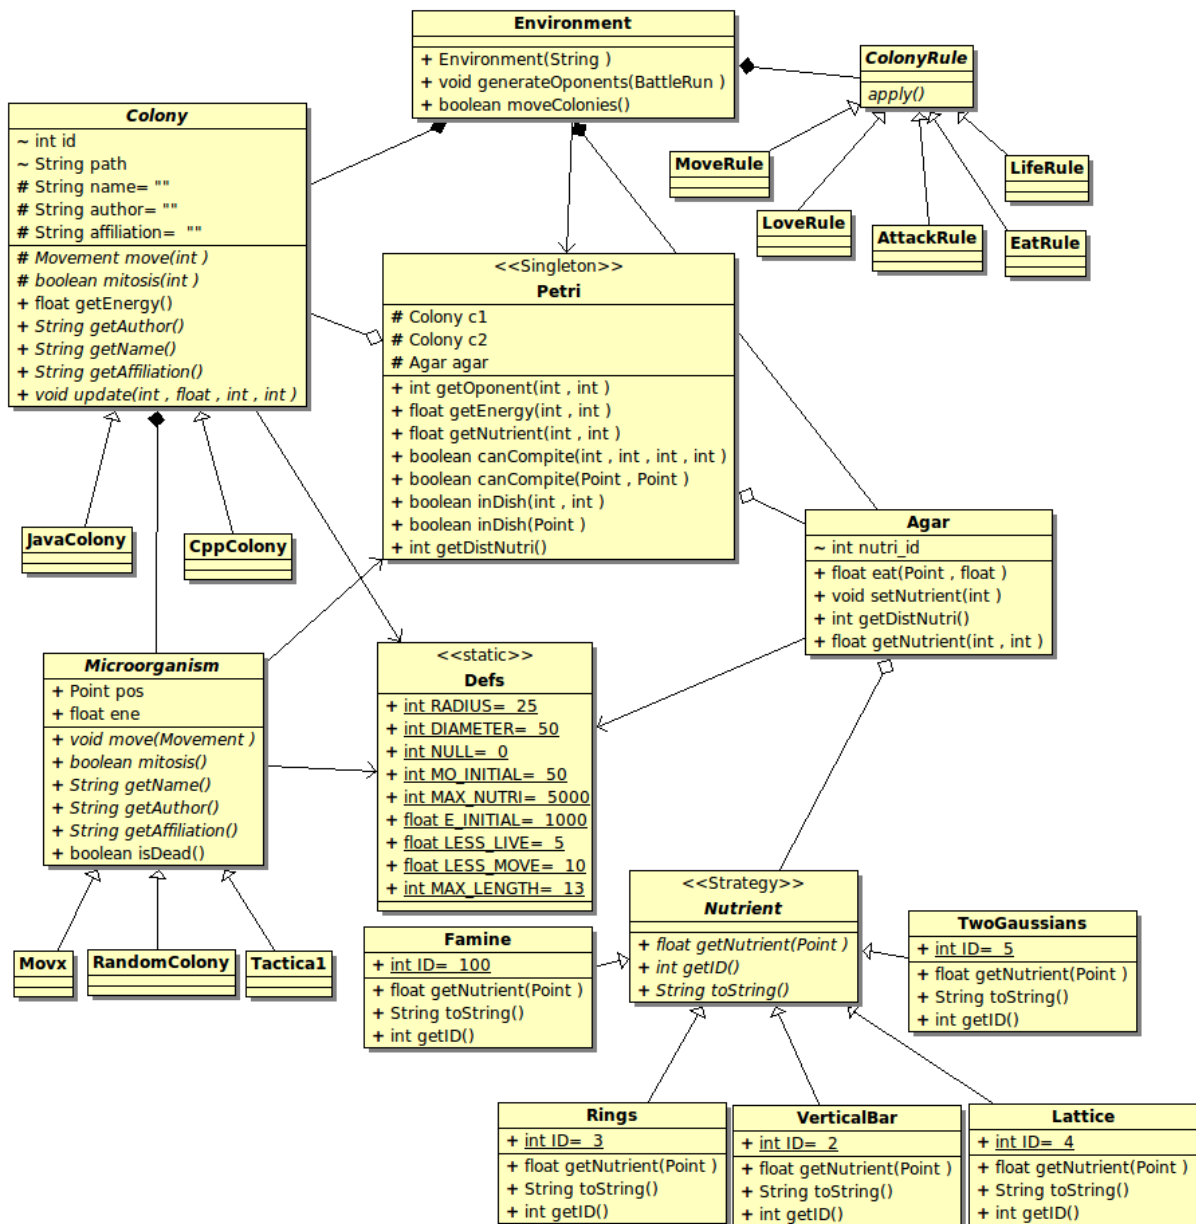 Environment
+ Environment(String )
+ void generateOponents(BattleRun )
+ boolean moveColonies()
ColonyRule
apply()
MoveRule
LoveRule
AttackRule
EatRule
LifeRule
Colony
~ int id
~ String path
# String name= ""
# String author= ""
# String affiliation=  ""
# Movement move(int )
# boolean mitosis(int )
+ float getEnergy()
+ String getAuthor()
+ String getName()
+ String getAffiliation()
+ void update(int , float , int , int )
<<Singleton>>
Petri
# Colony c1
# Colony c2
# Agar agar
+ int getOponent(int , int )
+ float getEnergy(int , int )
+ float getNutrient(int , int )
+ boolean canCompite(int , int , int , int )
+ boolean canCompite(Point , Point )
+ boolean inDish(int , int )
+ boolean inDish(Point )
+ int getDistNutri()
JavaColony
CppColony
Agar
~ int nutri_id
+ float eat(Point , float )
+ void setNutrient(int )
+ int getDistNutri()
+ float getNutrient(int , int )
Microorganism
+ Point pos
+ float ene
+ void move(Movement )
+ boolean mitosis()
+ String getName()
+ String getAuthor()
+ String getAffiliation()
+ boolean isDead()
<<static>>
Defs
+ int RADIUS=  25
+ int DIAMETER=  50
+ int NULL=  0
+ int MO_INITIAL=  50
+ int MAX_NUTRI=  5000
+ float E_INITIAL=  1000
+ float LESS_LIVE=  5
+ float LESS_MOVE=  10
+ int MAX_LENGTH=  13
Movx
RandomColony
Tactica1
Famine
+ int ID=  100
+ float getNutrient(Point )
+ String toString()
+ int getID()
<<Strategy>>
Nutrient
+ float getNutrient(Point )
+ int getID()
+ String toString()
TwoGaussians
+ int ID=  5
+ float getNutrient(Point )
+ String toString()
+ int getID()
Rings
+ int ID=  3
+ float getNutrient(Point )
+ String toString()
+ int getID()
VerticalBar
+ int ID=  2
+ float getNutrient(Point )
+ String toString()
+ int getID()
Lattice
+ int ID=  4
+ float getNutrient(Point )
+ String toString()
+ int getID()